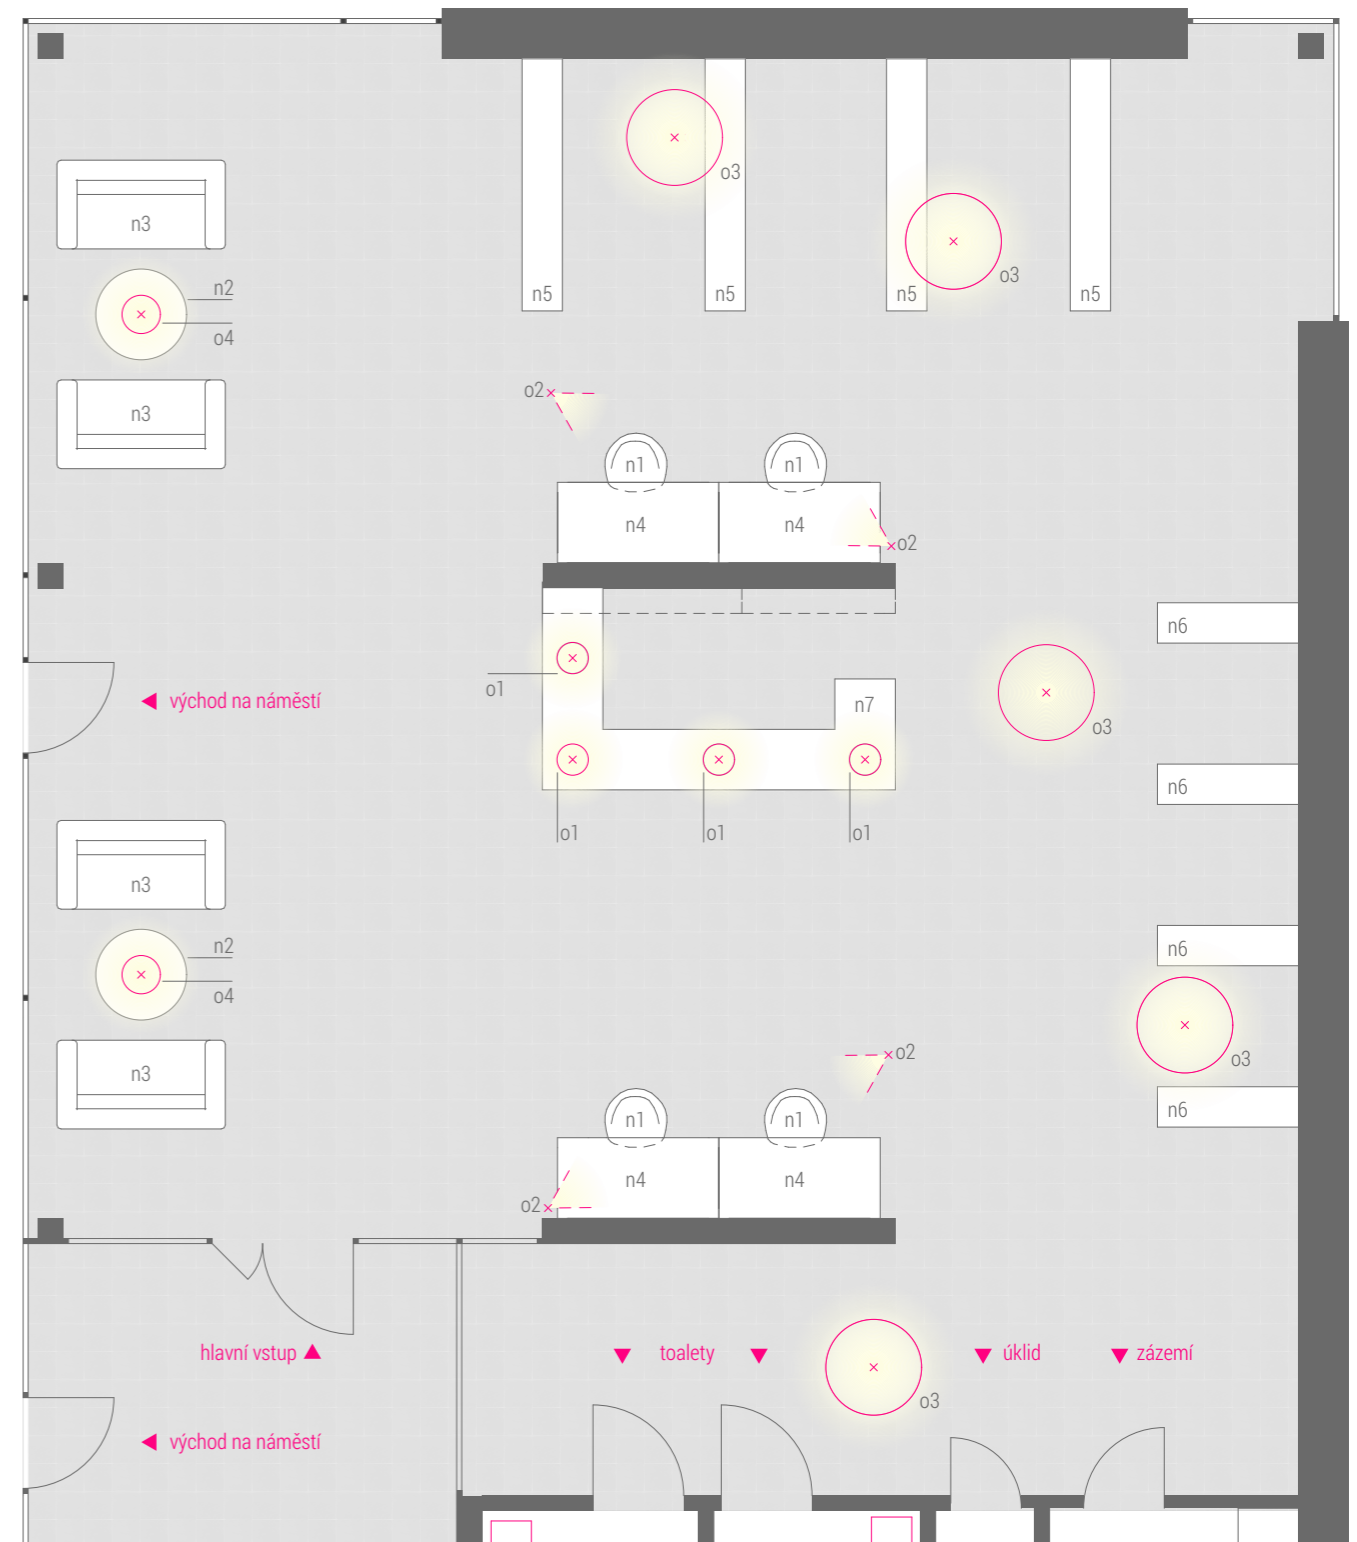 o3
n3
o3
n2
n5
n5
n5
n5
o4
o2
n3
n1
n1
n4
n4
o2
n6
o1
východ na náměstí
n7
o3
n6
o1
o1
o1
n3
n2
n6
o4
o2
o3
n3
n1
n1
n6
n4
n4
o2
hlavní vstup
toalety
úklid
zázemí
o3
východ na náměstí